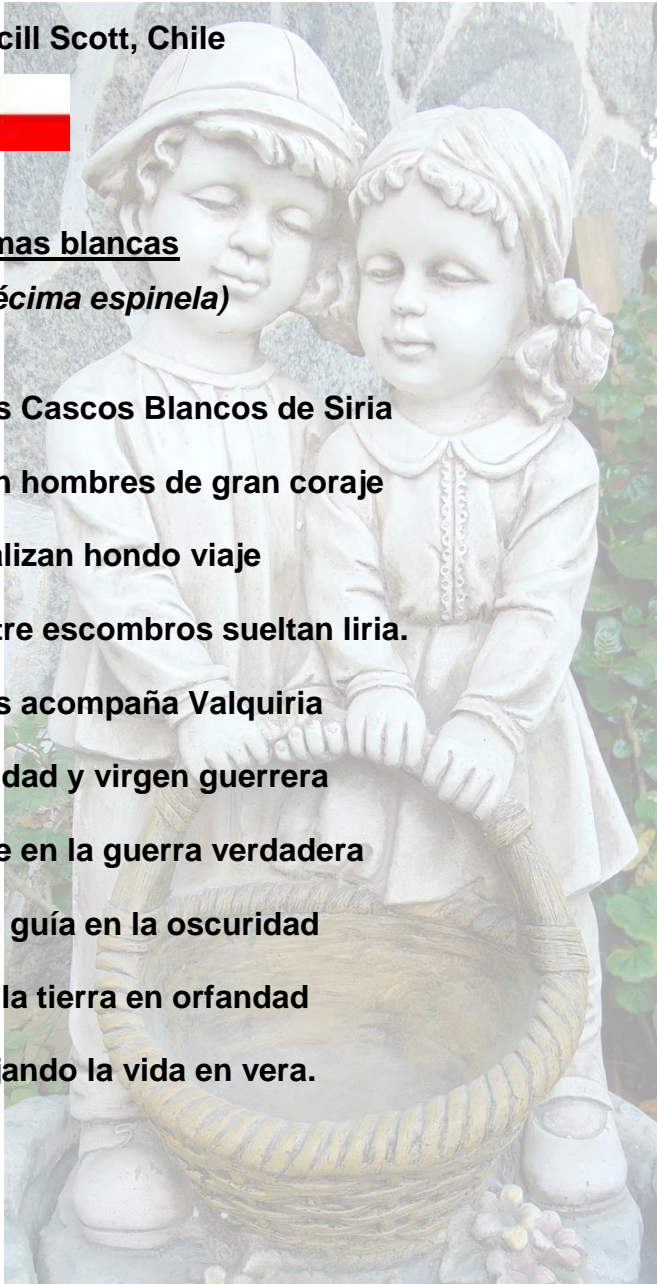 cill Scott, Chile
mas blancas
écima espinela)
s Cascos Blancos de Siria
n hombres de gran coraje
alizan hondo viaje
tre escombros sueltan liria.
s acompaña Valquiria
idad y virgen guerrera
e en la guerra verdadera
guía en la oscuridad
la tierra en orfandad
jando la vida en vera.